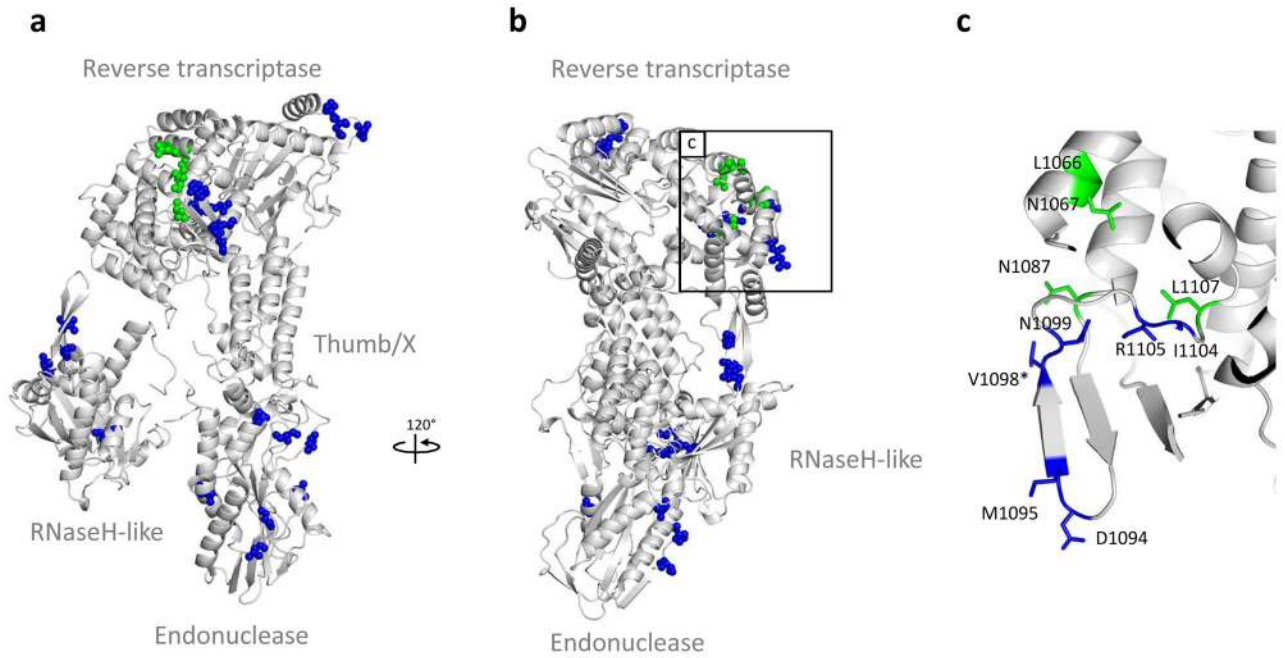 a
Reverse transcriptase
Thumb/X
120°
RNaseH-like
Endonuclease
b
Reverse transcriptase
C
RNaseH-like
Endonuclease
c
L1066
N1067
N1087
L1107
N1099
R1105
I1104
V1098*
M1095
D1094